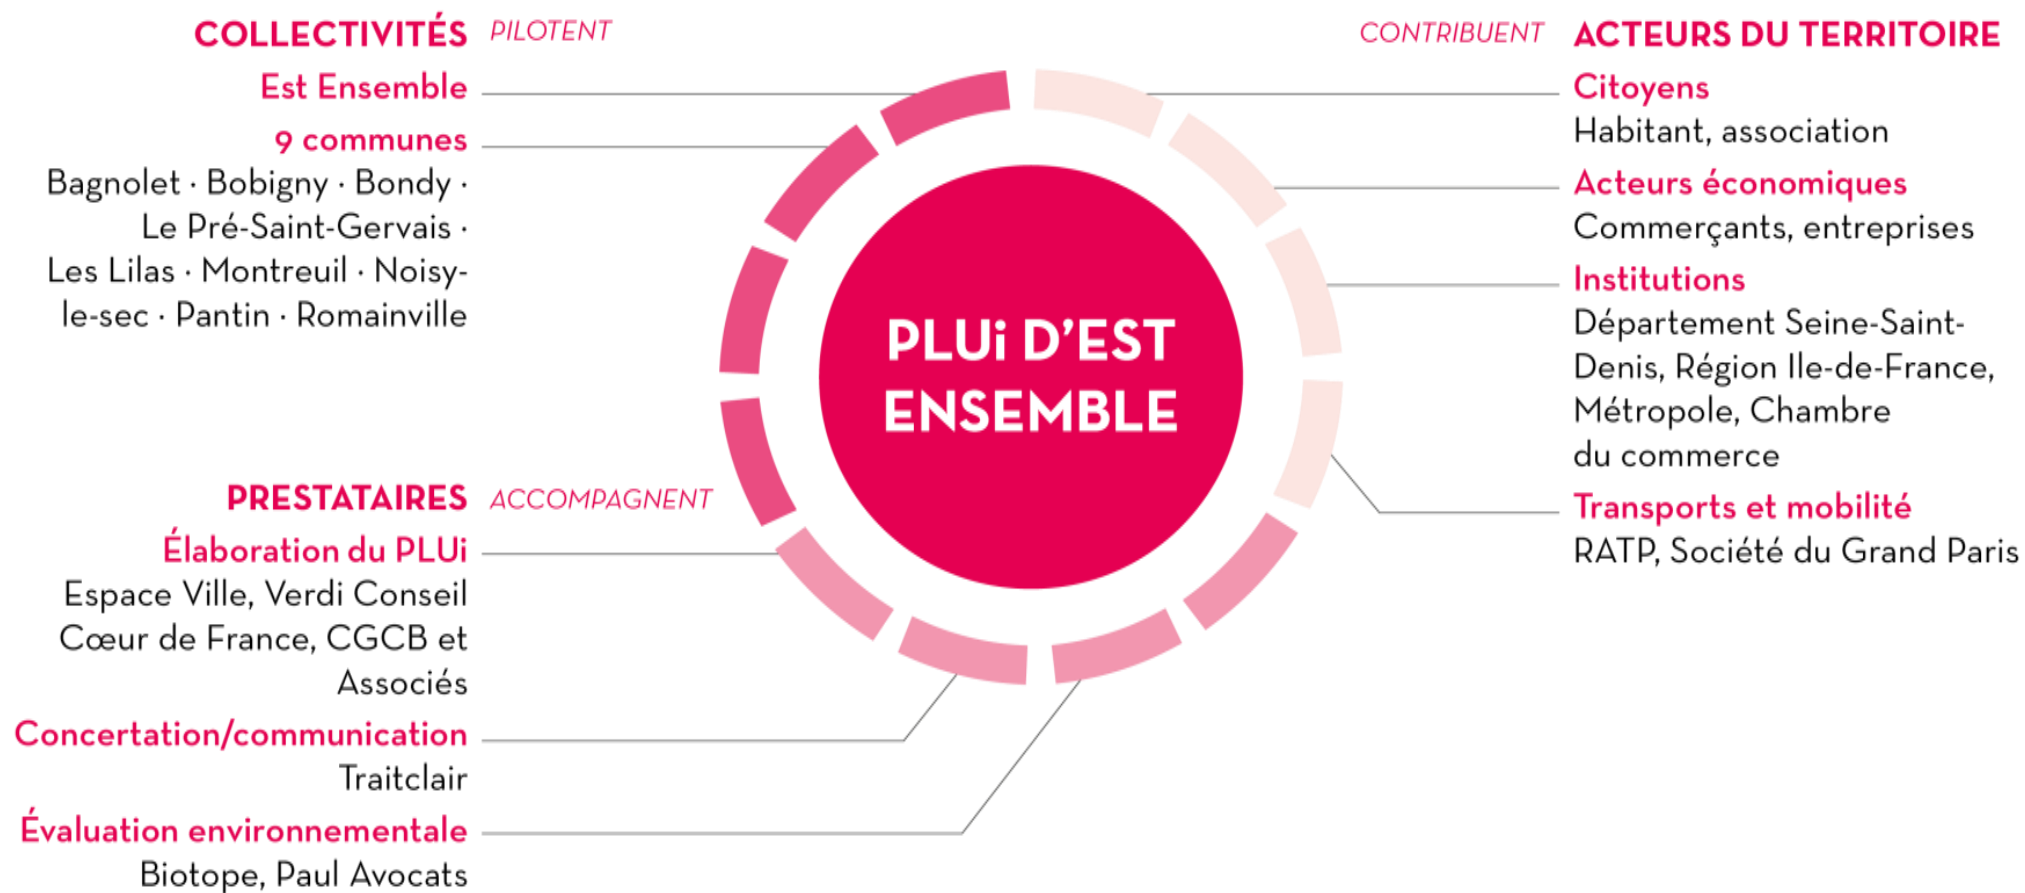 COLLECTIVITÉS PILOTENT
Est Ensemble
9 communes
Bagnolet · Bobigny · Bondy ·
Le Pré-Saint-Gervais ·
Les Lilas · Montreuil · Noisy-
le-sec · Pantin · Romainville
PRESTATAIRES ACCOMPAGNENT
Élaboration du PLUi
Espace Ville, Verdi Conseil
Cœur de France, CGCB et
Associés
Concertation/communication
Traitclair
Évaluation environnementale
Biotope, Paul Avocats
PLUi D'EST
ENSEMBLE
CONTRIBUENT ACTEURS DU TERRITOIRE
Citoyens
Habitant, association
Acteurs économiques
Commerçants, entreprises
Institutions
Département Seine-Saint-
Denis, Région Ile-de-France,
Métropole, Chambre
du commerce
Transports et mobilité
RATP, Société du Grand Paris